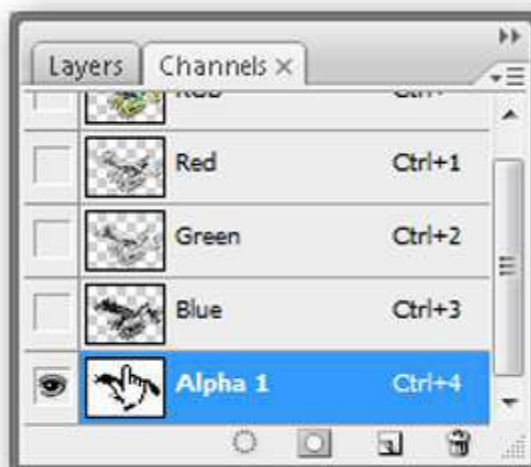 Layers Channels ×
Red Ctrl+1
Green Ctrl+2
Blue Ctrl+3
Alpha 1 Ctrl+4